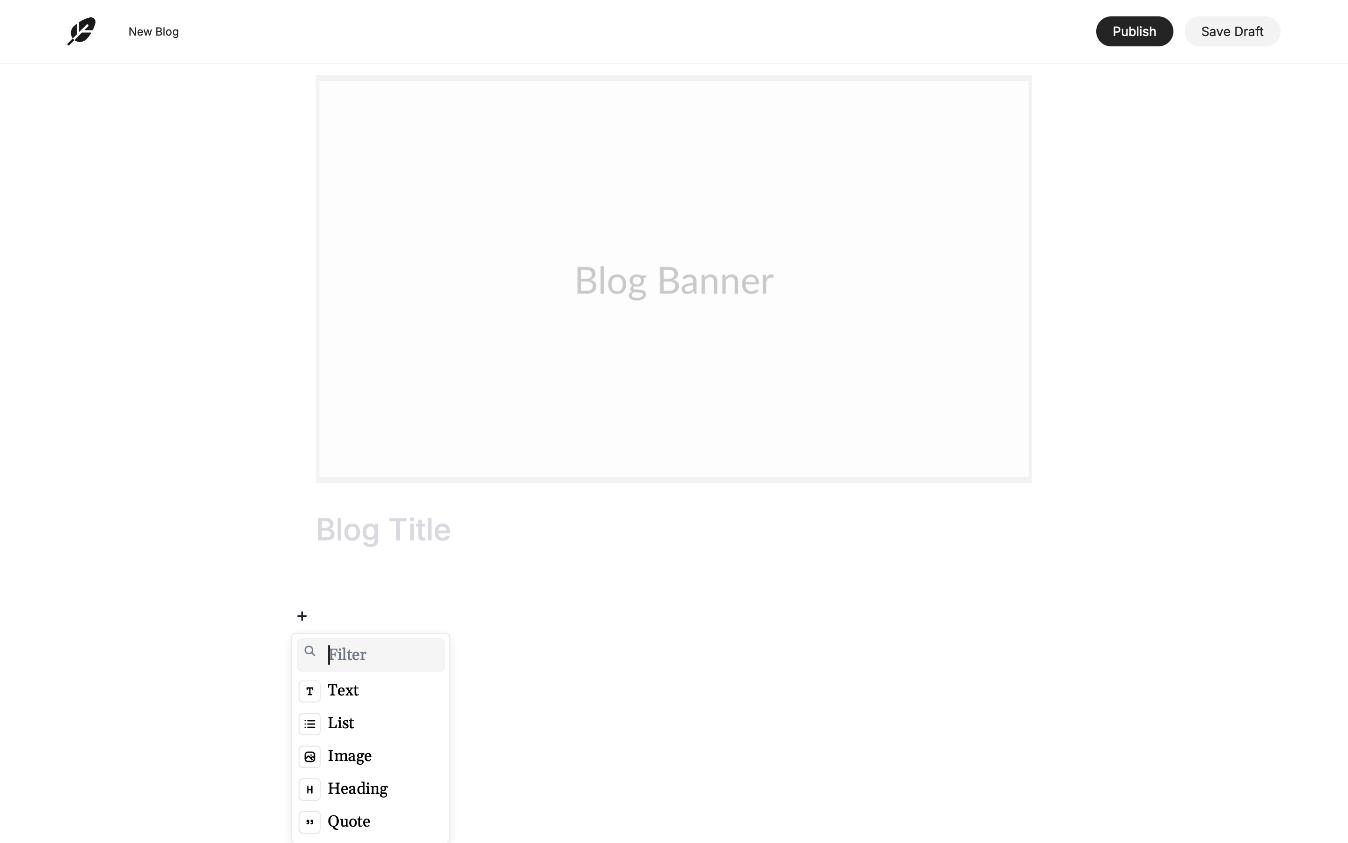 New Blog
Publish
Save Draft
Blog Banner
Blog Title
Filter
Text
List
Image
Heading
Quote